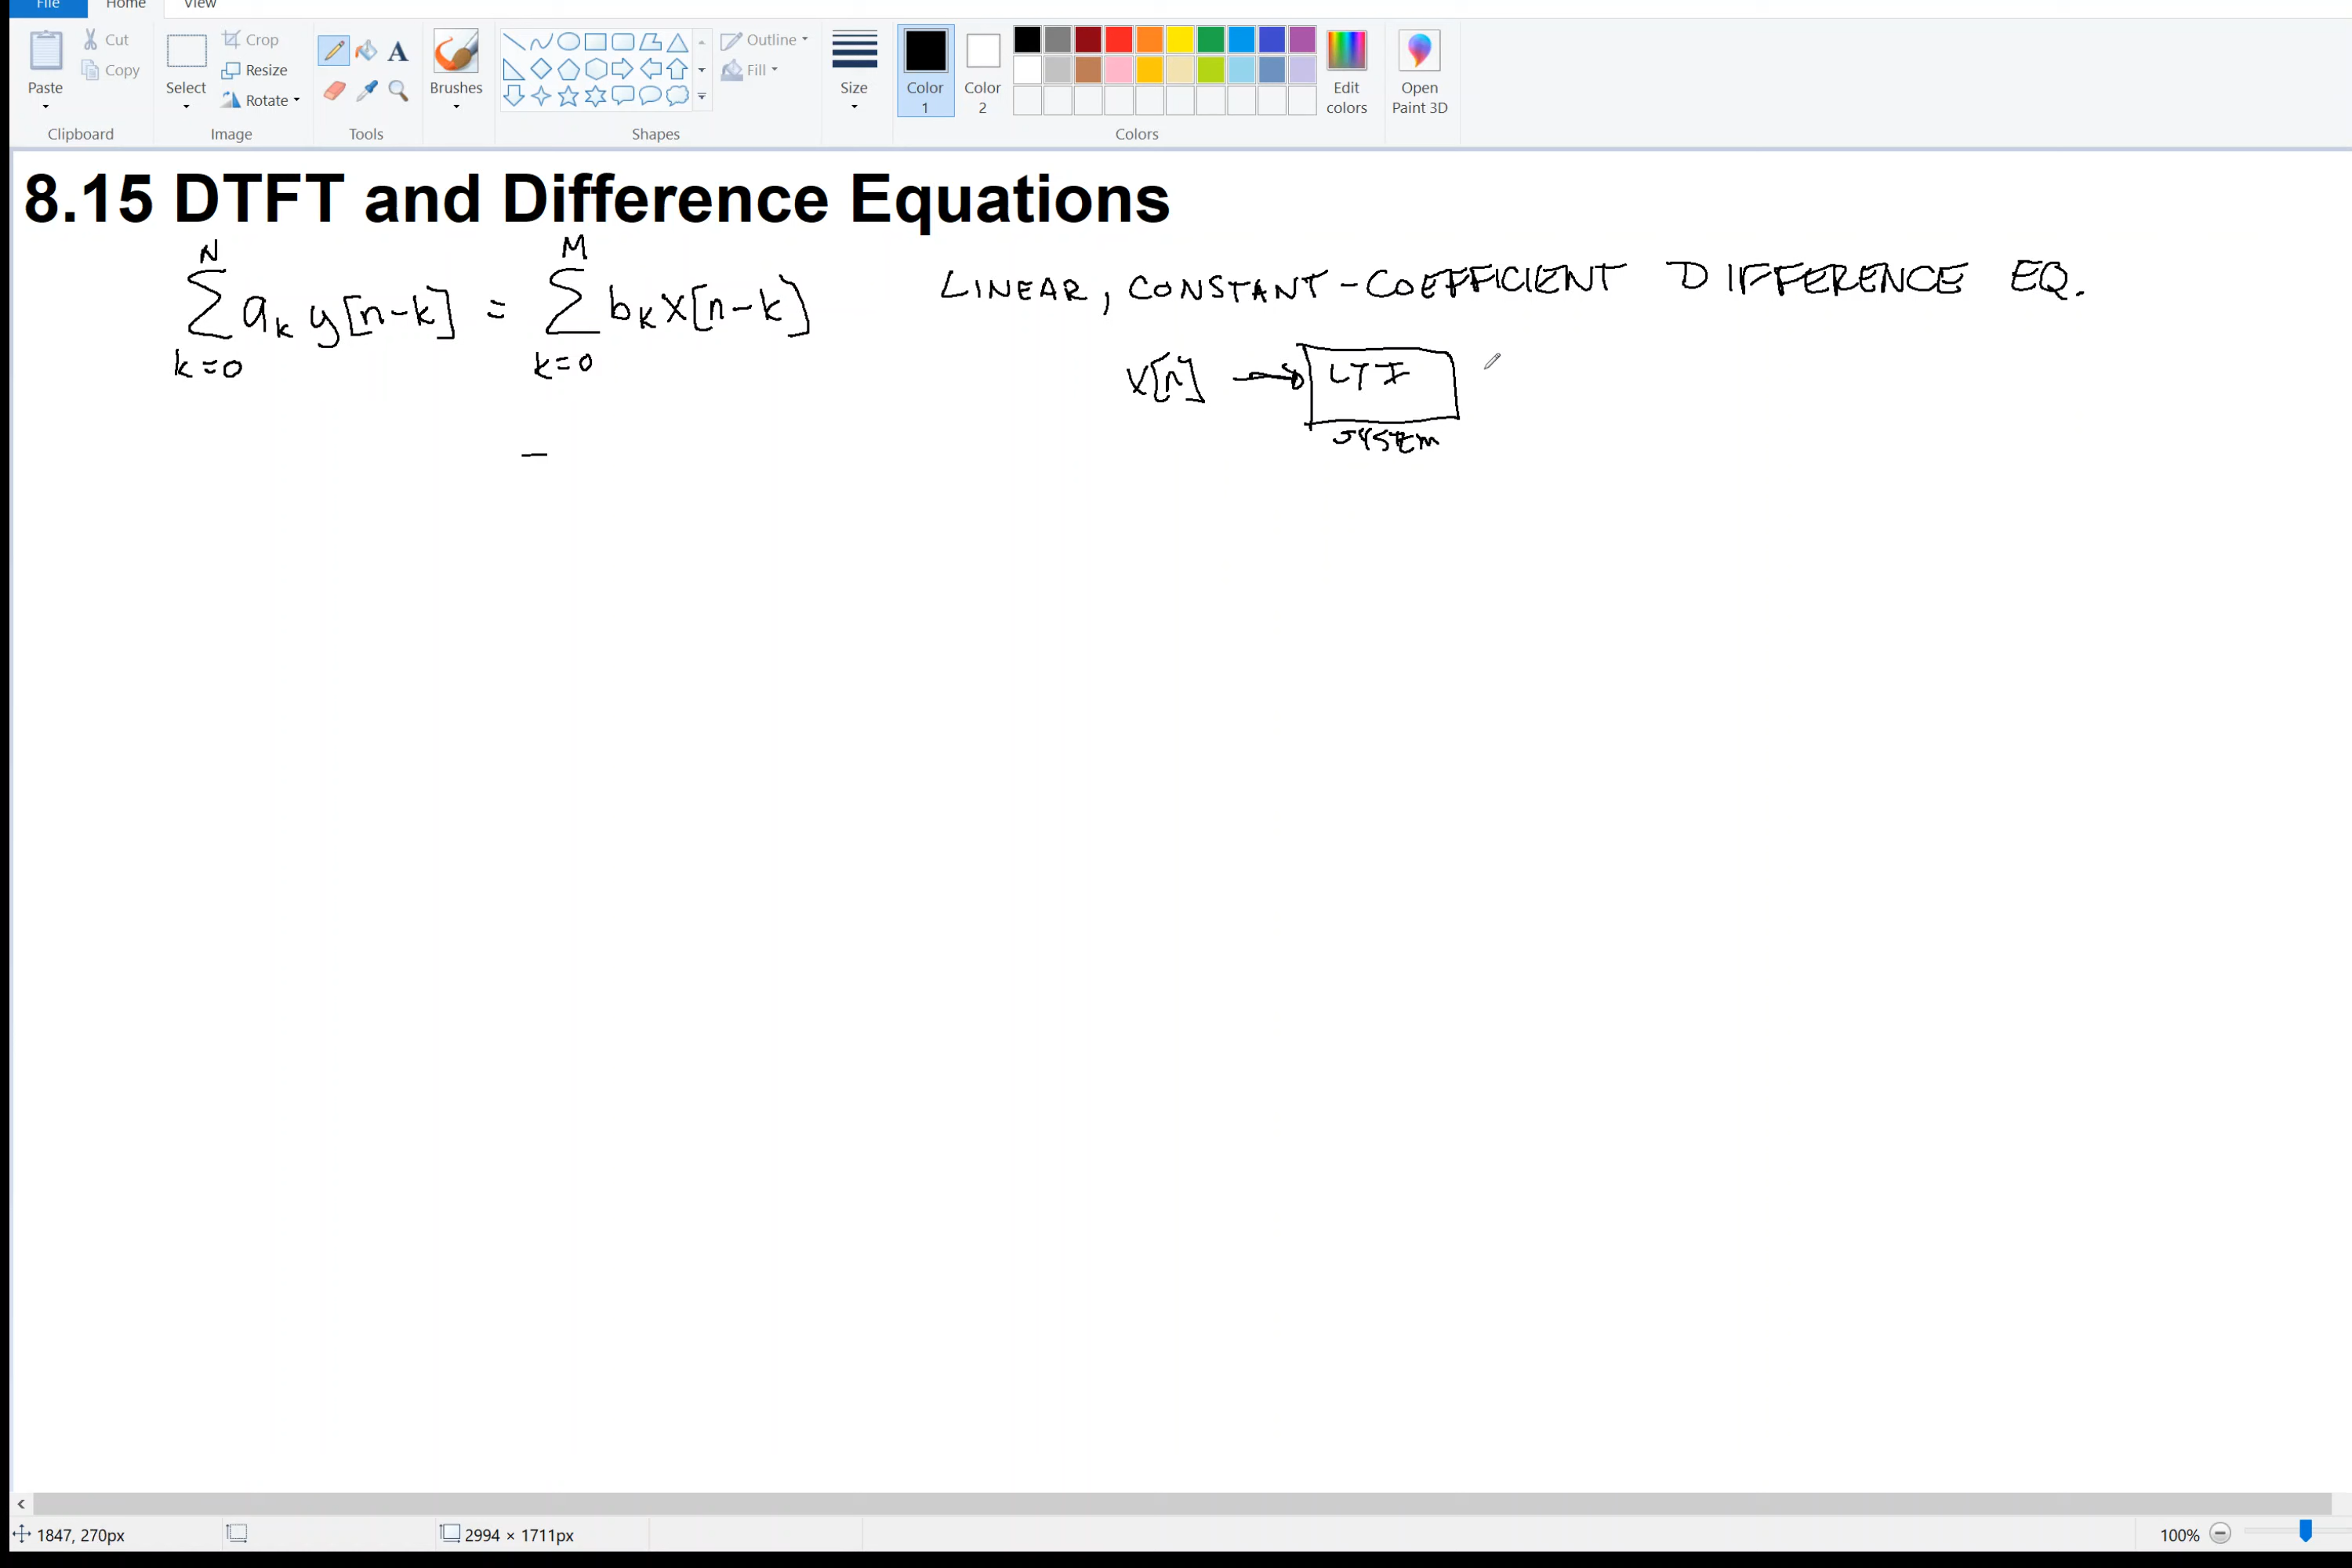 File Home View
Paste Cut Copy Select Crop Resize Rotate A Brushes Outline Fill Size Color 1 Color 2 Edit colors Open Paint 3D
Clipboard Image Tools Shapes Colors
8.15 DTFT and Difference Equations
N M
∑ aₖ y[n-k] = ∑ bₖ x[n-k] LINEAR, CONSTANT-COEFFICIENT DIFFERENCE EQ.
k=0 k=0
x[n] → LTI
system
1847, 270px 2994 × 1711px 100%